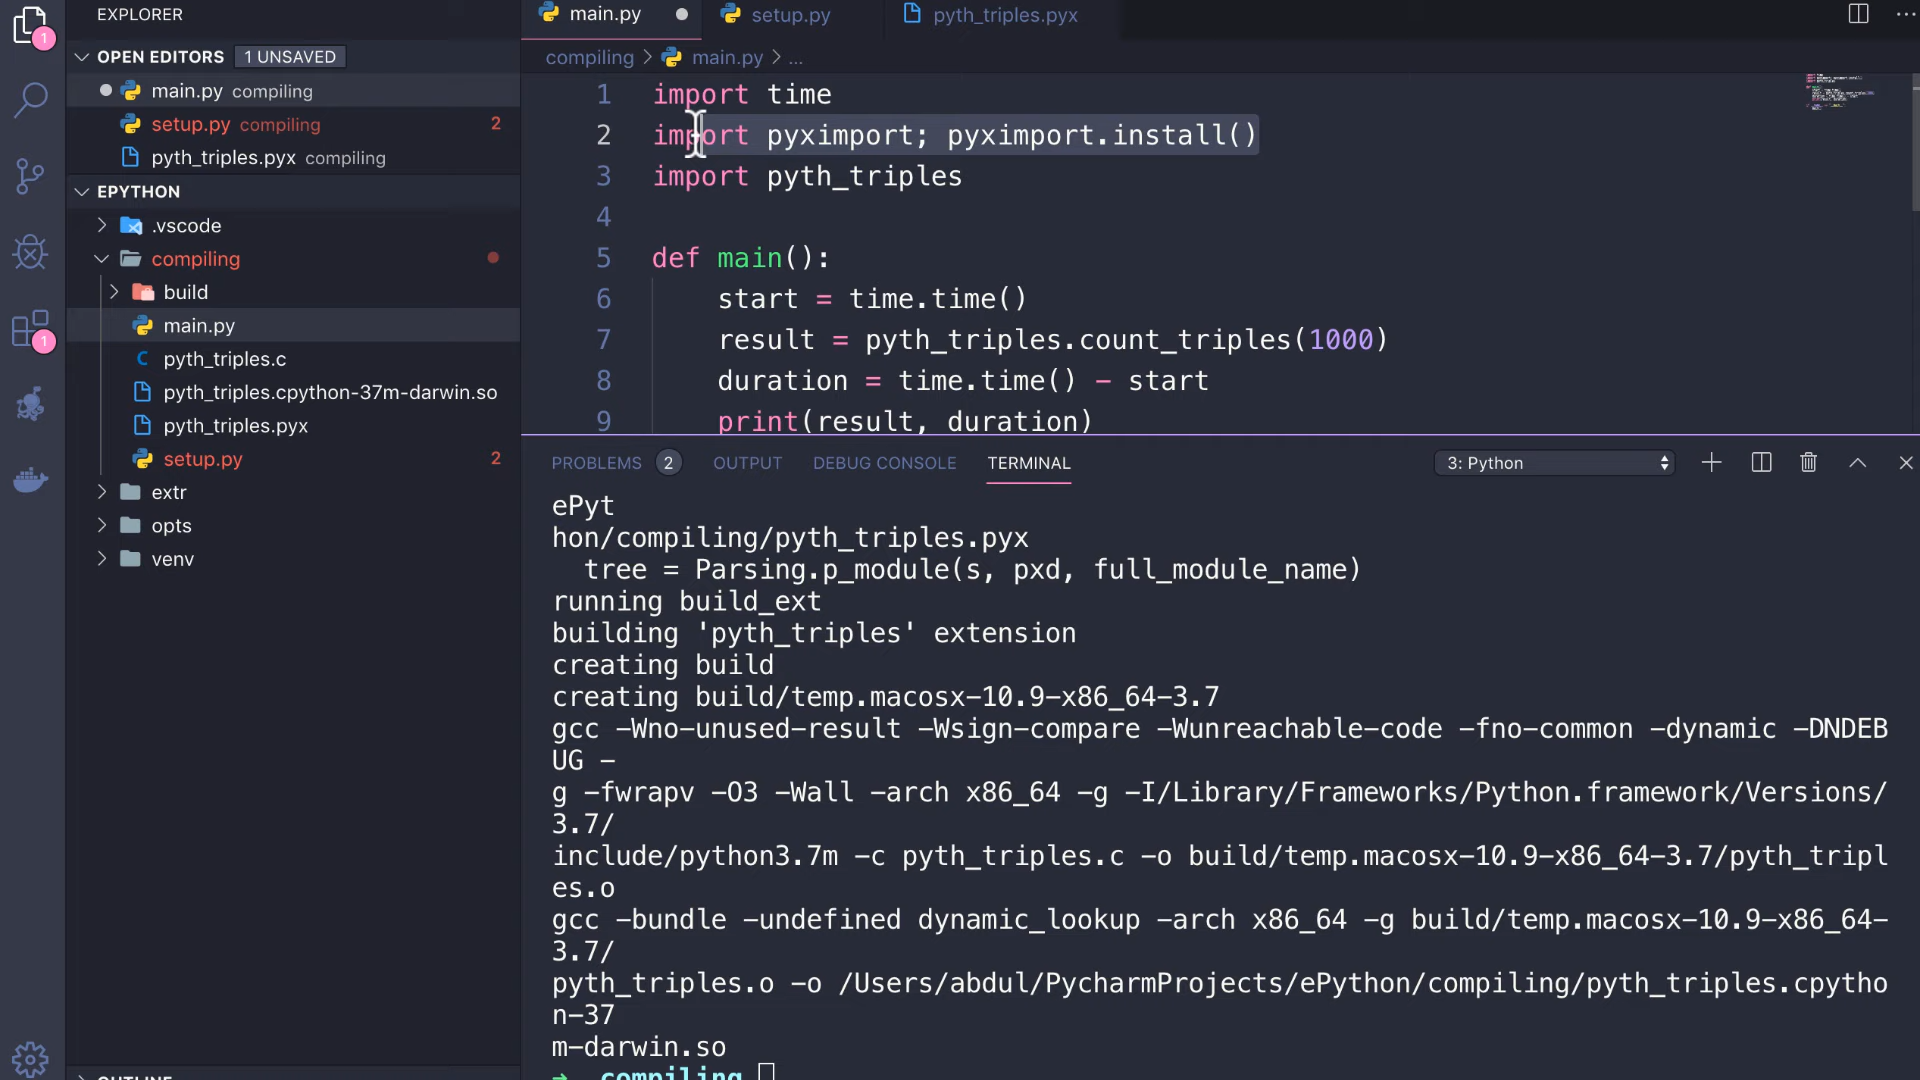 EXPLORER
1
OPEN EDITORS 1 UNSAVED
main.py compiling
setup.py compiling 2
pyth_triples.pyx compiling
EPYTHON
.vscode
compiling
build
main.py
C pyth_triples.c
pyth_triples.cpython-37m-darwin.so
pyth_triples.pyx
setup.py 2
extr
opts
venv
1
OUTLINE
main.py
setup.py
pyth_triples.pyx
compiling > main.py > ...
1 import time
2 import pyximport; pyximport.install()
3 import pyth_triples
4
5 def main():
6 start = time.time()
7 result = pyth_triples.count_triples(1000)
8 duration = time.time() - start
9 print(result, duration)
PROBLEMS 2 OUTPUT DEBUG CONSOLE TERMINAL 3: Python
ePyt
hon/compiling/pyth_triples.pyx
tree = Parsing.p_module(s, pxd, full_module_name)
running build_ext
building 'pyth_triples' extension
creating build
creating build/temp.macosx-10.9-x86_64-3.7
gcc -Wno-unused-result -Wsign-compare -Wunreachable-code -fno-common -dynamic -DNDEB
UG -
g -fwrapv -O3 -Wall -arch x86_64 -g -I/Library/Frameworks/Python.framework/Versions/
3.7/
include/python3.7m -c pyth_triples.c -o build/temp.macosx-10.9-x86_64-3.7/pyth_tripl
es.o
gcc -bundle -undefined dynamic_lookup -arch x86_64 -g build/temp.macosx-10.9-x86_64-
3.7/
pyth_triples.o -o /Users/abdul/PycharmProjects/ePython/compiling/pyth_triples.cpytho
n-37
m-darwin.so
→ compiling